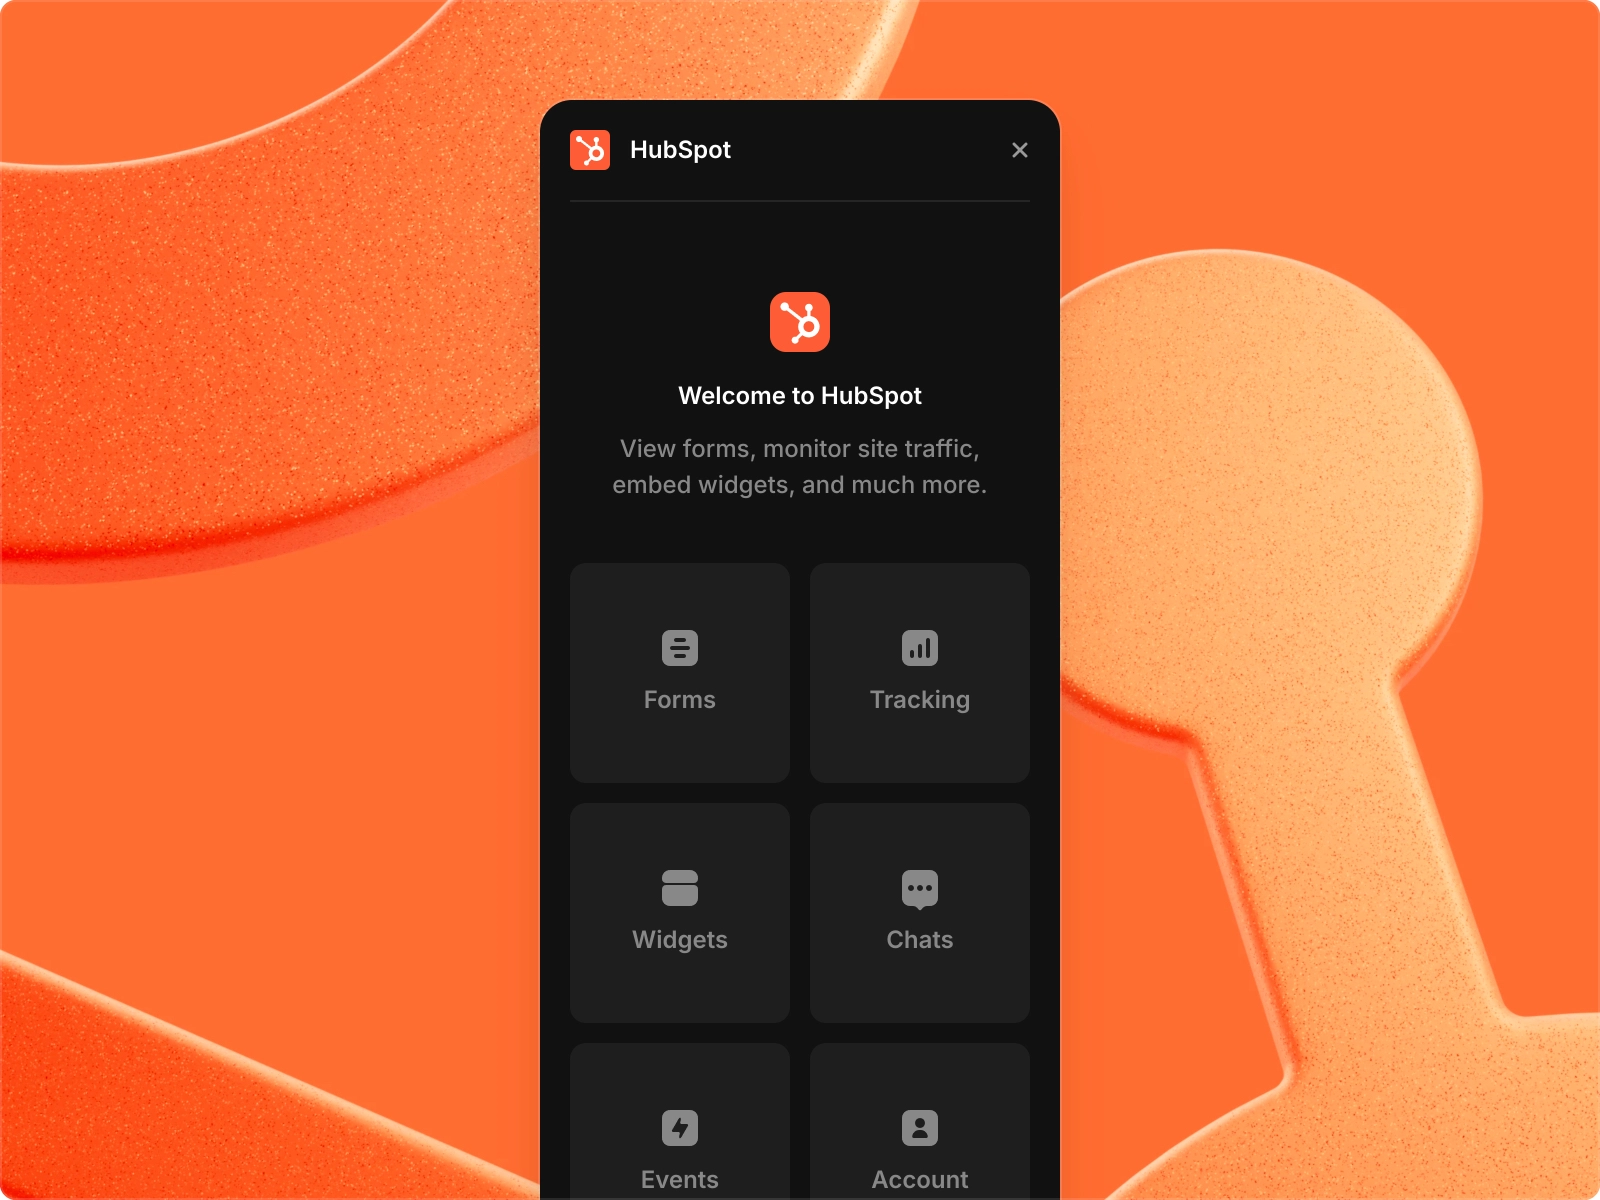 HubSpot
Welcome to HubSpot
View forms, monitor site traffic,
embed widgets, and much more.
Forms
Tracking
Widgets
Chats
Events
Account